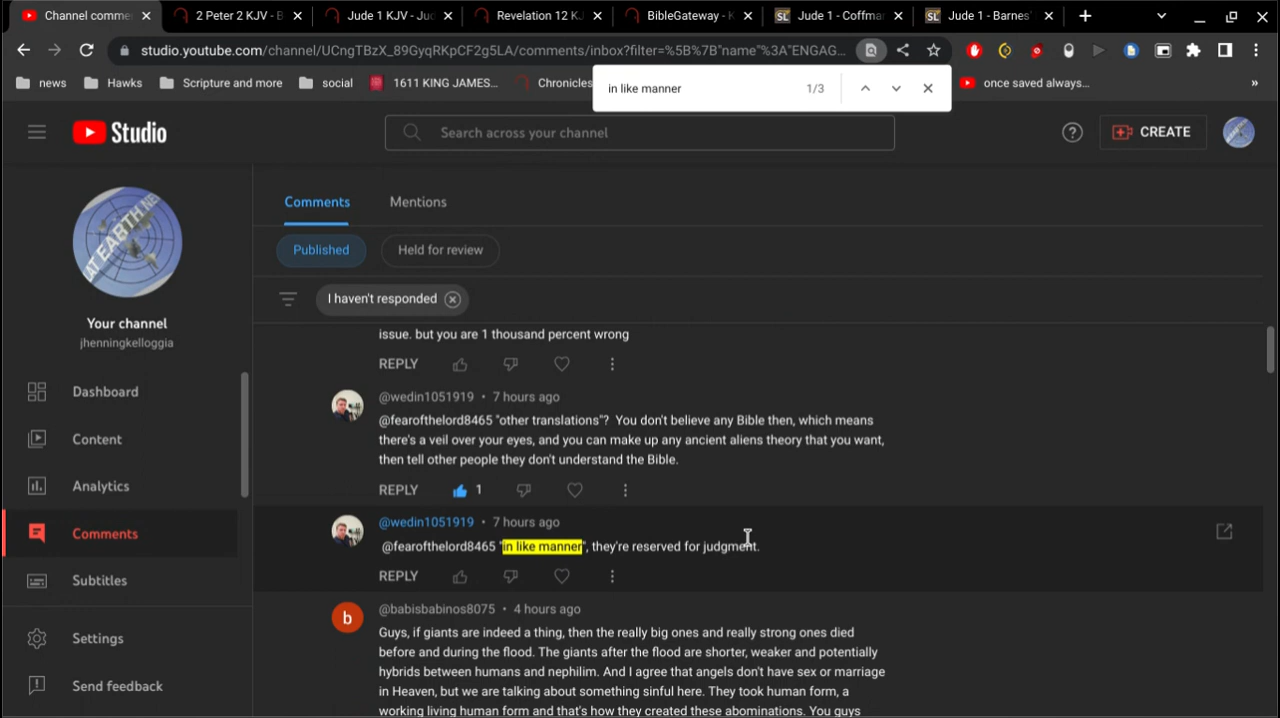 Channel comme
2 Peter 2 KJV - B
Jude 1 KJV - Juc
Revelation 12 KJ
BibleGateway - K
SL Jude 1 - Coffma
SL Jude 1 - Barnes'
studio.youtube.com/channel/UCngTBzX_89GyqRKpCF2g5LA/comments/inbox?filter=%5B%7B"name"%3A"ENGAG...
news
Hawks
Scripture and more
social
1611 KING JAMES...
Chronicles
once saved always...
»
in like manner
1/3
Studio
Search across your channel
CREATE
AT EARTH NE
Your channel
jhenningkelloggia
Dashboard
Content
Analytics
Comments
Subtitles
Settings
Send feedback
Comments Mentions
Published Held for review
I haven't responded
issue. but you are 1 thousand percent wrong
REPLY
@wedin1051919 • 7 hours ago
@fearofthelord8465 "other translations"? You don't believe any Bible then, which means
there's a veil over your eyes, and you can make up any ancient aliens theory that you want,
then tell other people they don't understand the Bible.
REPLY 1
@wedin1051919 • 7 hours ago
@fearofthelord8465 "in like manner", they're reserved for judgment.
REPLY
b
@babisbabinos8075 • 4 hours ago
Guys, if giants are indeed a thing, then the really big ones and really strong ones died
before and during the flood. The giants after the flood are shorter, weaker and potentially
hybrids between humans and nephilim. And I agree that angels don't have sex or marriage
in Heaven, but we are talking about something sinful here. They took human form, a
working living human form and that's how they created these abominations. You guys